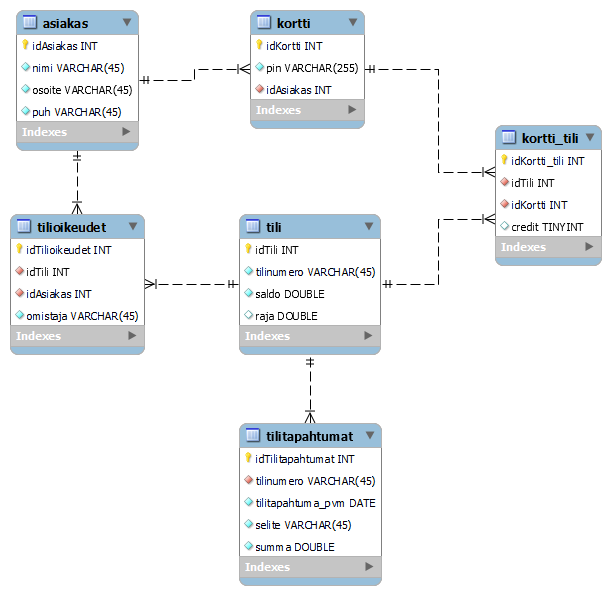 asiakas
idAsiakas INT
nimi VARCHAR(45)
osoite VARCHAR(45)
puh VARCHAR(45)
Indexes
kortti
idKortti INT
pin VARCHAR(255)
idAsiakas INT
Indexes
kortti_tili
idKortti_tili INT
idTili INT
idKortti INT
credit TINYINT
Indexes
tilioikeudet
idTilioikeudet INT
idTili INT
idAsiakas INT
omistaja VARCHAR(45)
Indexes
tili
idTili INT
tilinumero VARCHAR(45)
saldo DOUBLE
raja DOUBLE
Indexes
tilitapahtumat
idTilitapahtumat INT
tilinumero VARCHAR(45)
tilitapahtuma_pvm DATE
selite VARCHAR(45)
summa DOUBLE
Indexes